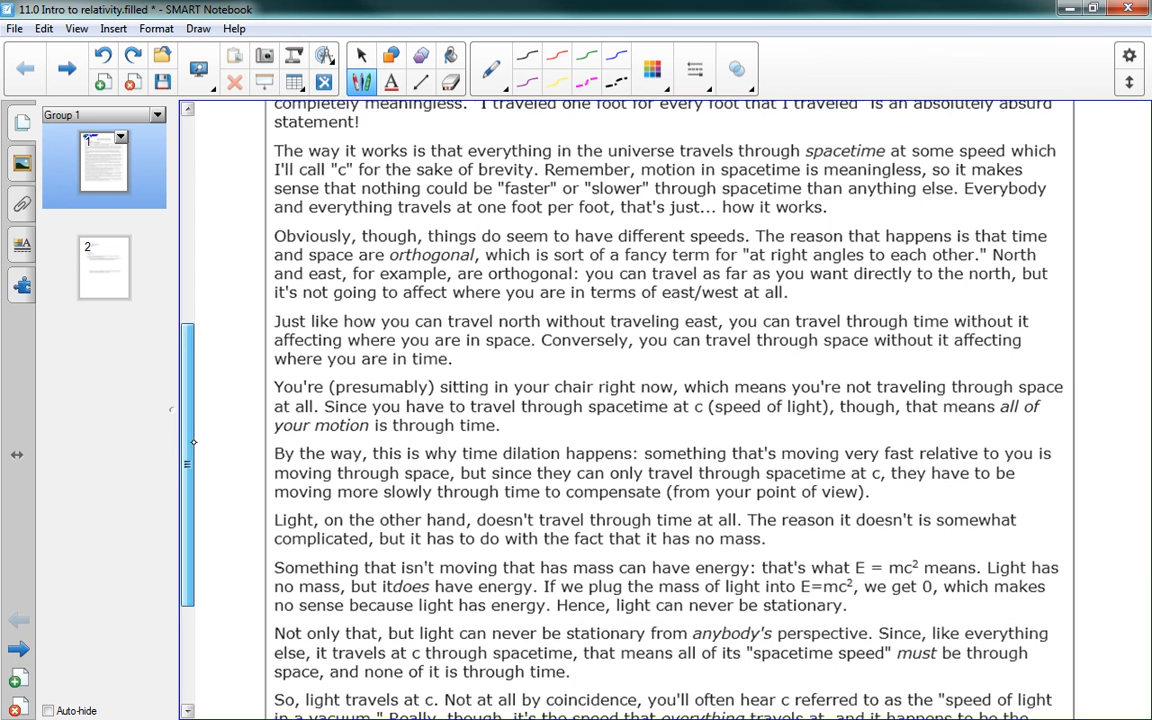 11.0 Intro to relativity.filled * - SMART Notebook
File Edit View Insert Format Draw Help
Group 1
1
2
Auto-hide
completely meaningless. "I traveled one foot for every foot that I traveled" is an absolutely absurd
statement!
The way it works is that everything in the universe travels through spacetime at some speed which
I'll call "c" for the sake of brevity. Remember, motion in spacetime is meaningless, so it makes
sense that nothing could be "faster" or "slower" through spacetime than anything else. Everybody
and everything travels at one foot per foot, that's just... how it works.
Obviously, though, things do seem to have different speeds. The reason that happens is that time
and space are orthogonal, which is sort of a fancy term for "at right angles to each other." North
and east, for example, are orthogonal: you can travel as far as you want directly to the north, but
it's not going to affect where you are in terms of east/west at all.
Just like how you can travel north without traveling east, you can travel through time without it
affecting where you are in space. Conversely, you can travel through space without it affecting
where you are in time.
You're (presumably) sitting in your chair right now, which means you're not traveling through space
at all. Since you have to travel through spacetime at c (speed of light), though, that means all of
your motion is through time.
By the way, this is why time dilation happens: something that's moving very fast relative to you is
moving through space, but since they can only travel through spacetime at c, they have to be
moving more slowly through time to compensate (from your point of view).
Light, on the other hand, doesn't travel through time at all. The reason it doesn't is somewhat
complicated, but it has to do with the fact that it has no mass.
Something that isn't moving that has mass can have energy: that's what E = mc² means. Light has
no mass, but itdoes have energy. If we plug the mass of light into E=mc², we get 0, which makes
no sense because light has energy. Hence, light can never be stationary.
Not only that, but light can never be stationary from anybody's perspective. Since, like everything
else, it travels at c through spacetime, that means all of its "spacetime speed" must be through
space, and none of it is through time.
So, light travels at c. Not at all by coincidence, you'll often hear c referred to as the "speed of light
in a vacuum." Really, though, it's the speed that everything travels at, and it happens to be the